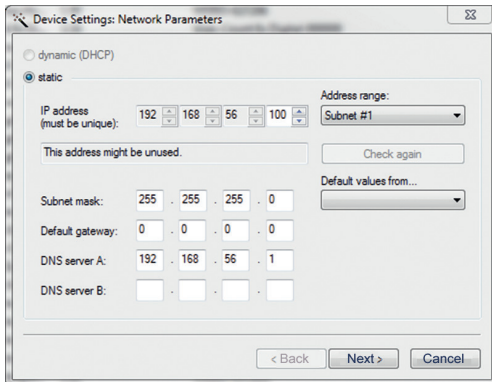 Device Settings: Network Parameters
dynamic (DHCP)
static
Address range:
IP address
(must be unique):
192 168 56 100
Subnet #1
This address might be unused.
Check again
Default values from...
Subnet mask: 255 . 255 . 255 . 0
Default gateway: 0 . 0 . 0 . 0
DNS server A: 192 . 168 . 56 . 1
DNS server B: . . .
< Back Next > Cancel